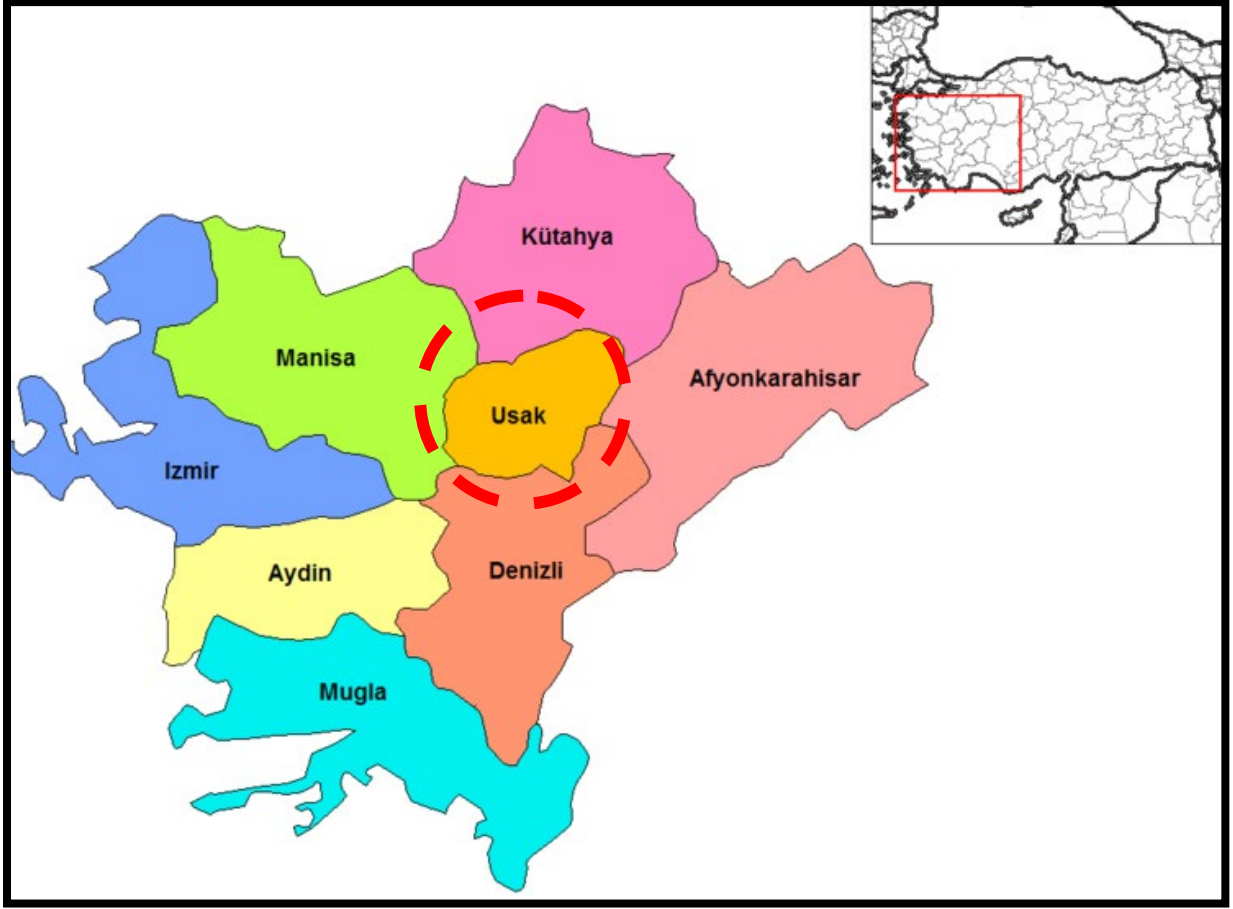 Kütahya
Manisa
Afyonkarahisar
Usak
Izmir
Aydin
Denizli
Mugla